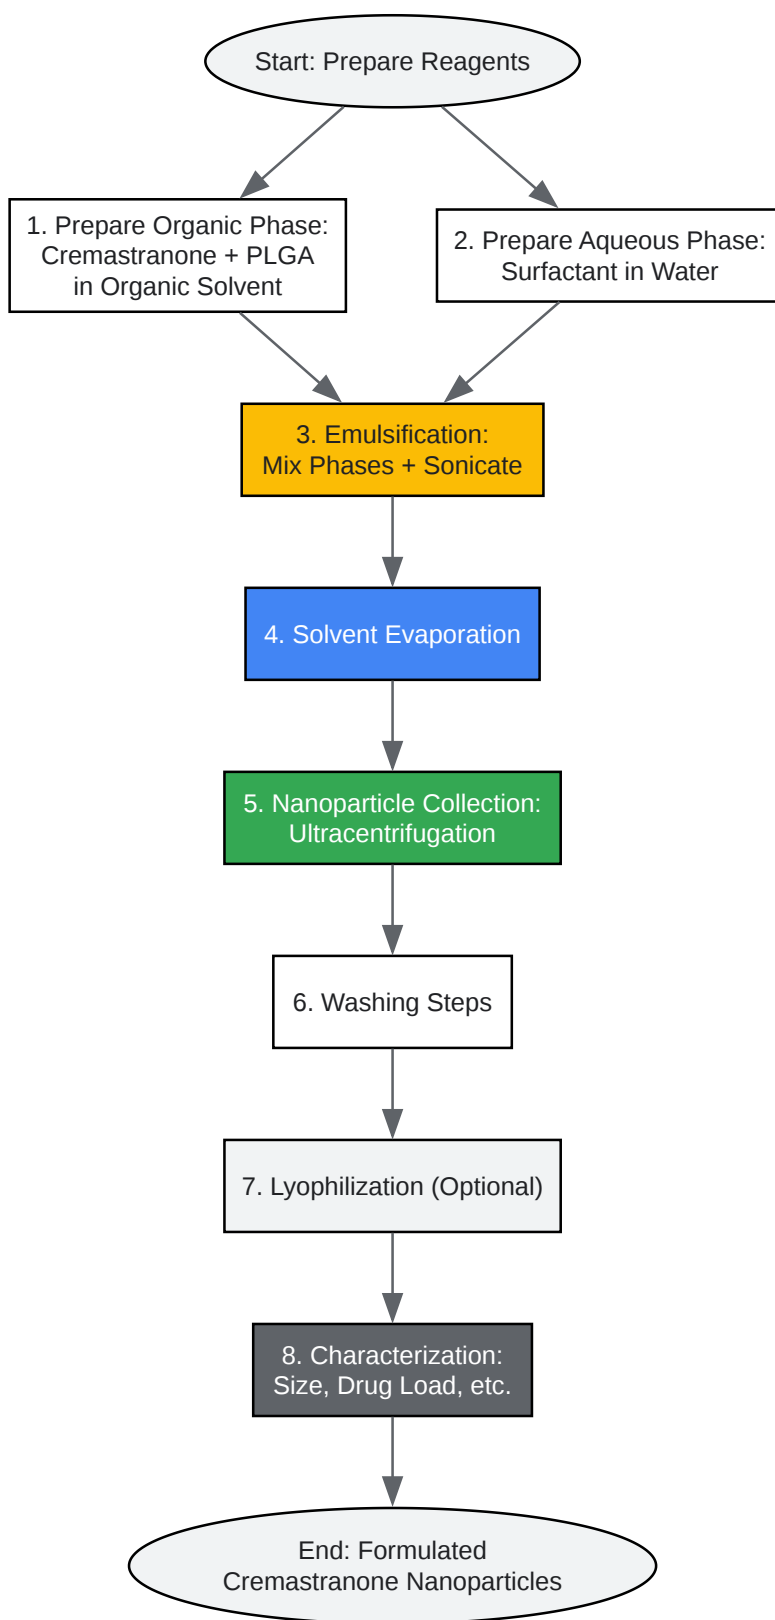 Start: Prepare Reagents
1. Prepare Organic Phase:
Cremastranone + PLGA
in Organic Solvent
2. Prepare Aqueous Phase:
Surfactant in Water
3. Emulsification:
Mix Phases + Sonicate
4. Solvent Evaporation
5. Nanoparticle Collection:
Ultracentrifugation
6. Washing Steps
7. Lyophilization (Optional)
8. Characterization:
Size, Drug Load, etc.
End: Formulated
Cremastranone Nanoparticles